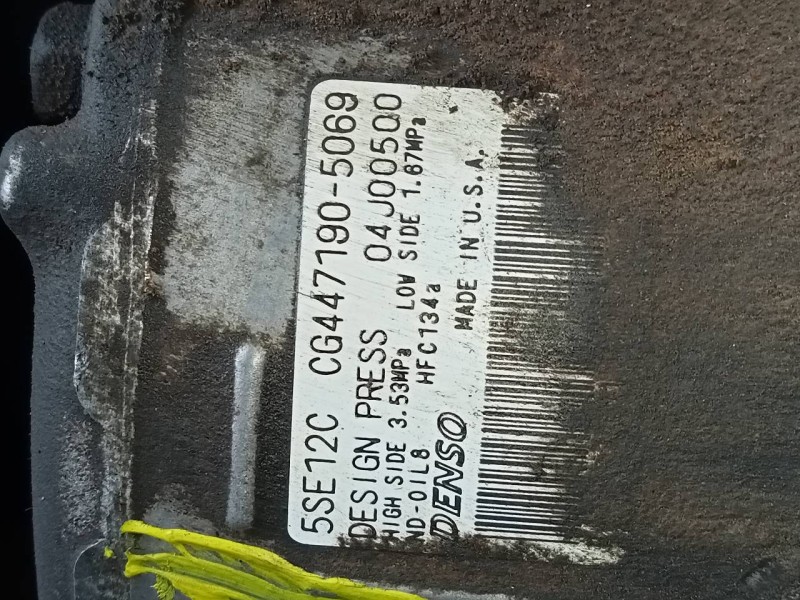 5SE12C CG447190-5069
DESIGN PRESS 04J00500
HIGH SIDE 3.53MPa LOW SIDE 1.67MPa
ND-OIL8 HFC134a
DENSO MADE IN U.S.A.